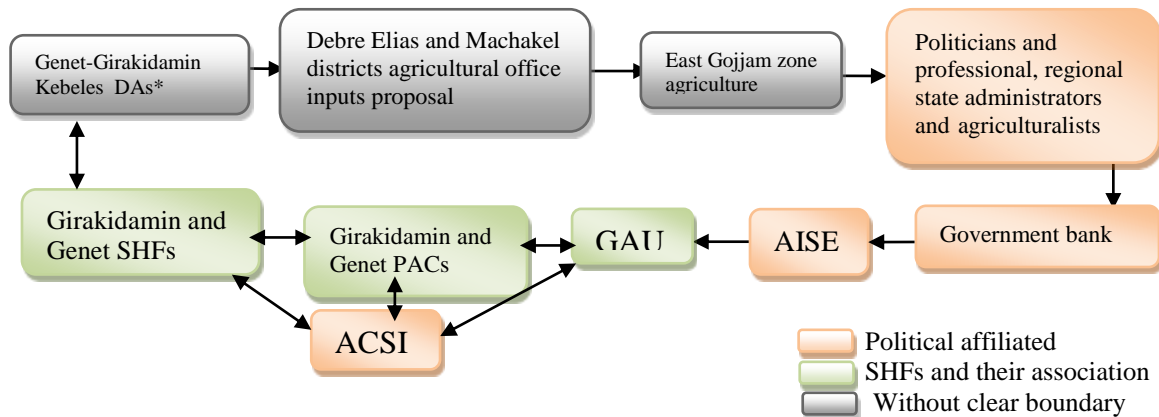 Genet-Girakidamin
Kebeles DAs*
Debre Elias and Machakel
districts agricultural office
inputs proposal
East Gojjam zone
agriculture
Politicians and
professional, regional
state administrators
and agriculturalists
Girakidamin and
Genet SHFs
Girakidamin and
Genet PACs
GAU
AISE
Government bank
ACSI
Political affiliated
SHFs and their association
Without clear boundary